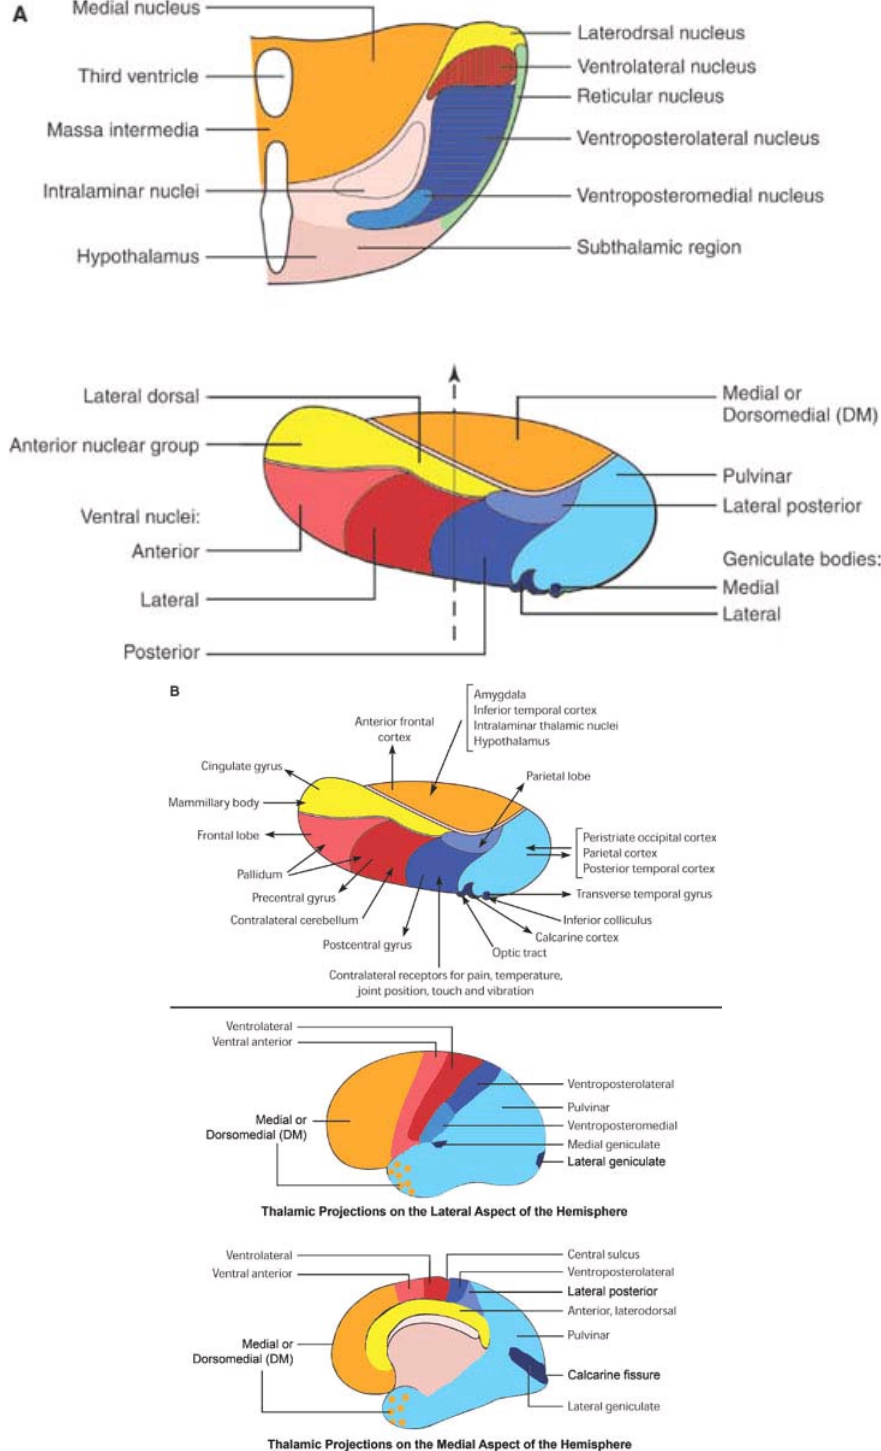 A
Medial nucleus
Third ventricle
Massa intermedia
Intralaminar nuclei
Hypothalamus
Laterodrsal nucleus
Ventrolateral nucleus
Reticular nucleus
Ventroposterolateral nucleus
Ventroposteromedial nucleus
Subthalamic region
Lateral dorsal
Anterior nuclear group
Ventral nuclei:
Anterior
Lateral
Posterior
Medial or
Dorsomedial (DM)
Pulvinar
Lateral posterior
Geniculate bodies:
Medial
Lateral
B
Anterior frontal
cortex
Amygdala
Inferior temporal cortex
Intralaminar thalamic nuclei
Hypothalamus
Cingulate gyrus
Mammillary body
Frontal lobe
Pallidum
Precentral gyrus
Contralateral cerebellum
Postcentral gyrus
Contralateral receptors for pain, temperature,
joint position, touch and vibration
Parietal lobe
Peristriate occipital cortex
Parietal cortex
Posterior temporal cortex
Transverse temporal gyrus
Inferior colliculus
Calcarine cortex
Optic tract
Ventrolateral
Ventral anterior
Medial or
Dorsomedial (DM)
Ventroposterolateral
Pulvinar
Ventroposteromedial
Medial geniculate
Lateral geniculate
Thalamic Projections on the Lateral Aspect of the Hemisphere
Ventrolateral
Ventral anterior
Medial or
Dorsomedial (DM)
Central sulcus
Ventroposterolateral
Lateral posterior
Anterior, laterodorsal
Pulvinar
Calcarine fissure
Lateral geniculate
Thalamic Projections on the Medial Aspect of the Hemisphere